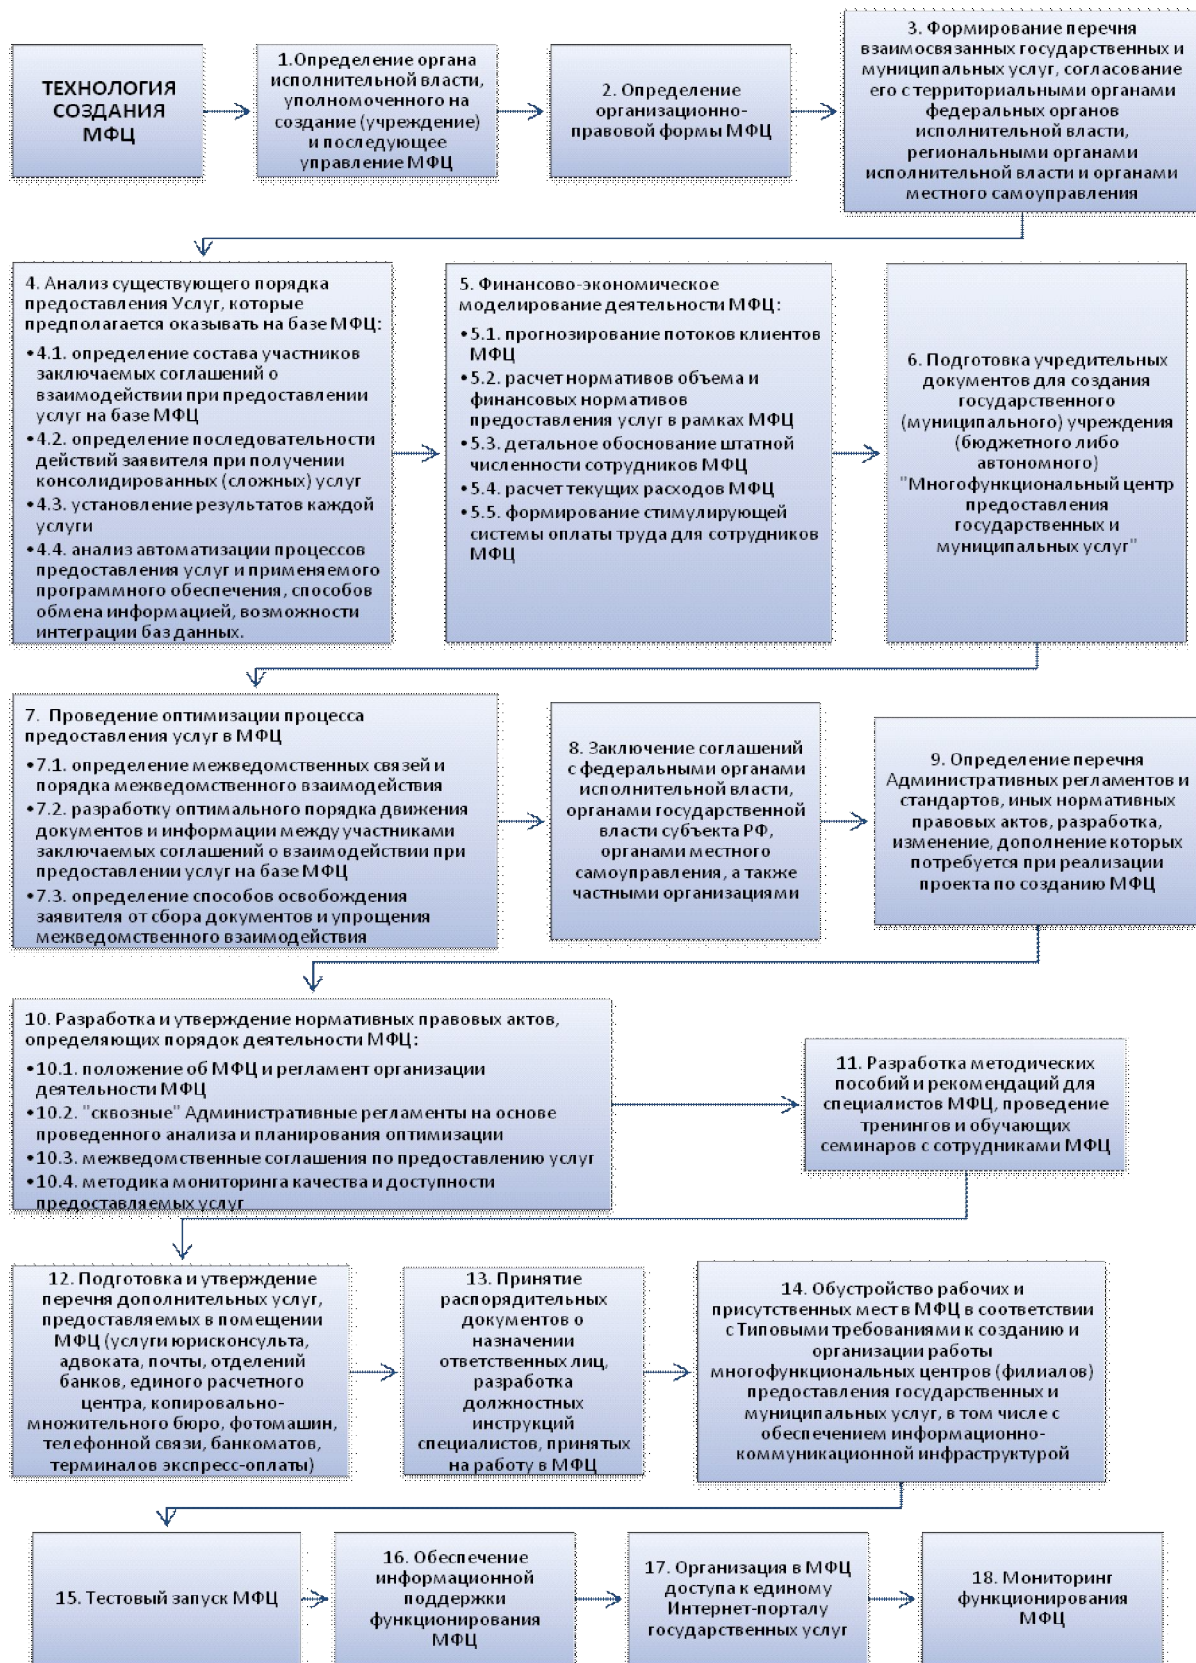 ТЕХНОЛОГИЯ
СОЗДАНИЯ
МФЦ
1.Определение органа
исполнительной власти,
уполномоченного на
создание (учреждение)
и последующее
управление МФЦ
2. Определение
организационно-
правовой формы МФЦ
3. Формирование перечня
взаимосвязанных государственных и
муниципальных услуг, согласование
его с территориальными органами
федеральных органов
исполнительной власти,
региональными органами
исполнительной власти и органами
местного самоуправления
4. Анализ существующего порядка
предоставления Услуг, которые
предполагается оказывать на базе МФЦ:
•4.1. определение состава участников
заключаемых соглашений о
взаимодействии при предоставлении
услуг на базе МФЦ
•4.2. определение последовательности
действий заявителя при получении
консолидированных (сложных) услуг
•4.3. установление результатов каждой
услуги
•4.4. анализ автоматизации процессов
предоставления услуг и применяемого
программного обеспечения, способов
обмена информацией, возможности
интеграции баз данных.
5. Финансово-экономическое
моделирование деятельности МФЦ:
•5.1. прогнозирование потоков клиентов
МФЦ
•5.2. расчет нормативов объема и
финансовых нормативов
предоставления услуг в рамках МФЦ
•5.3. детальное обоснование штатной
численности сотрудников МФЦ
•5.4. расчет текущих расходов МФЦ
•5.5. формирование стимулирующей
системы оплаты труда для сотрудников
МФЦ
6. Подготовка учредительных
документов для создания
государственного
(муниципального) учреждения
(бюджетного либо
автономного)
"Многофункциональный центр
предоставления
государственных и
муниципальных услуг"
7. Проведение оптимизации процесса
предоставления услуг в МФЦ
•7.1. определение межведомственных связей и
порядка межведомственного взаимодействия
•7.2. разработку оптимального порядка движения
документов и информации между участниками
заключаемых соглашений о взаимодействии при
предоставлении услуг на базе МФЦ
•7.3. определение способов освобождения
заявителя от сбора документов и упрощения
межведомственного взаимодействия
8. Заключение соглашений
с федеральными органами
исполнительной власти,
органами государственной
власти субъекта РФ,
органами местного
самоуправления, а также
частными организациями
9. Определение перечня
Административных регламентов и
стандартов, иных нормативных
правовых актов, разработка,
изменение, дополнение которых
потребуется при реализации
проекта по созданию МФЦ
10. Разработка и утверждение нормативных правовых актов,
определяющих порядок деятельности МФЦ:
•10.1. положение об МФЦ и регламент организации
деятельности МФЦ
•10.2. "сквозные" Административные регламенты на основе
проведенного анализа и планирования оптимизации
•10.3. межведомственные соглашения по предоставлению услуг
•10.4. методика мониторинга качества и доступности
предоставляемых услуг
11. Разработка методических
пособий и рекомендаций для
специалистов МФЦ, проведение
тренингов и обучающих
семинаров с сотрудниками МФЦ
12. Подготовка и утверждение
перечня дополнительных услуг,
предоставляемых в помещении
МФЦ (услуги юрисконсульта,
адвоката, почты, отделений
банков, единого расчетного
центра, копировально-
множительного бюро, фотомашин,
телефонной связи, банкоматов,
терминалов экспресс-оплаты)
13. Принятие
распорядительных
документов о
назначении
ответственных лиц,
разработка
должностных
инструкций
специалистов, принятых
на работу в МФЦ
14. Обустройство рабочих и
присутственных мест в МФЦ в соответствии
с Типовыми требованиями к созданию и
организации работы
многофункциональных центров (филиалов)
предоставления государственных и
муниципальных услуг, в том числе с
обеспечением информационно-
коммуникационной инфраструктурой
15. Тестовый запуск МФЦ
16. Обеспечение
информационной
поддержки
функционирования
МФЦ
17. Организация в МФЦ
доступа к единому
Интернет-порталу
государственных услуг
18. Мониторинг
функционирования
МФЦ